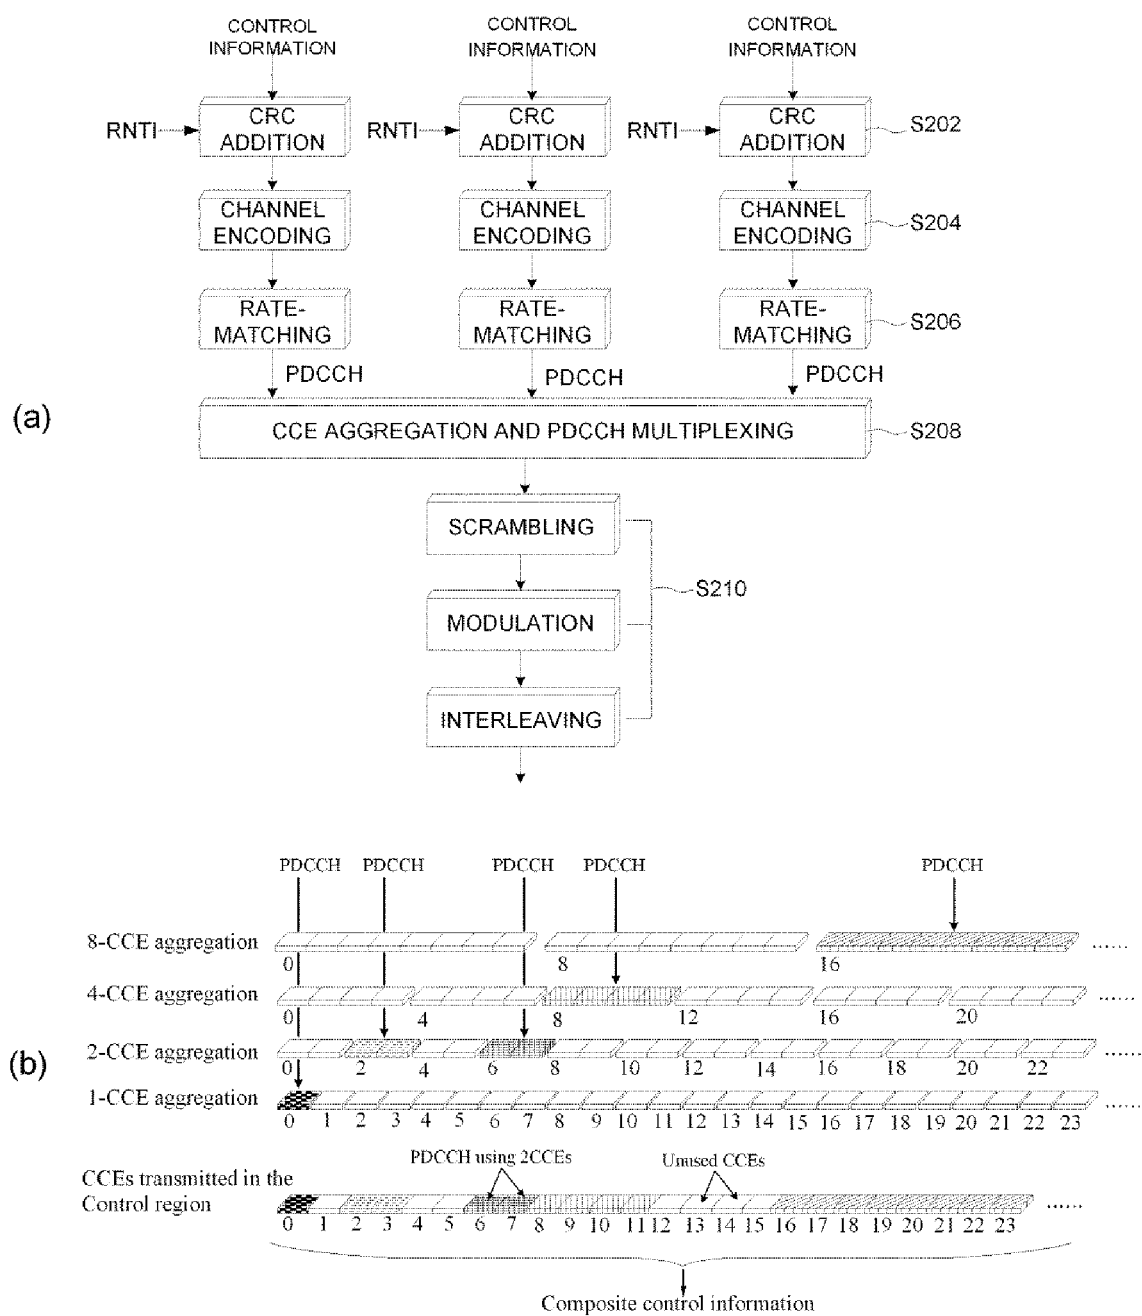 CONTROL INFORMATION
CONTROL INFORMATION
CONTROL INFORMATION
RNTI
CRC ADDITION
RNTI
CRC ADDITION
RNTI
CRC ADDITION
S202
CHANNEL ENCODING
CHANNEL ENCODING
CHANNEL ENCODING
S204
RATE-MATCHING
RATE-MATCHING
RATE-MATCHING
S206
PDCCH
PDCCH
PDCCH
(a)
CCE AGGREGATION AND PDCCH MULTIPLEXING
S208
SCRAMBLING
MODULATION
S210
INTERLEAVING
PDCCH PDCCH PDCCH PDCCH PDCCH
8-CCE aggregation ......
0 8 16
4-CCE aggregation ......
0 4 8 12 16 20
(b)
2-CCE aggregation ......
0 2 4 6 8 10 12 14 16 18 20 22
1-CCE aggregation ......
0 1 2 3 4 5 6 7 8 9 10 11 12 13 14 15 16 17 18 19 20 21 22 23
PDCCH using 2CCEs Unused CCEs
CCEs transmitted in the
Control region ......
0 1 2 3 4 5 6 7 8 9 10 11 12 13 14 15 16 17 18 19 20 21 22 23
Composite control information